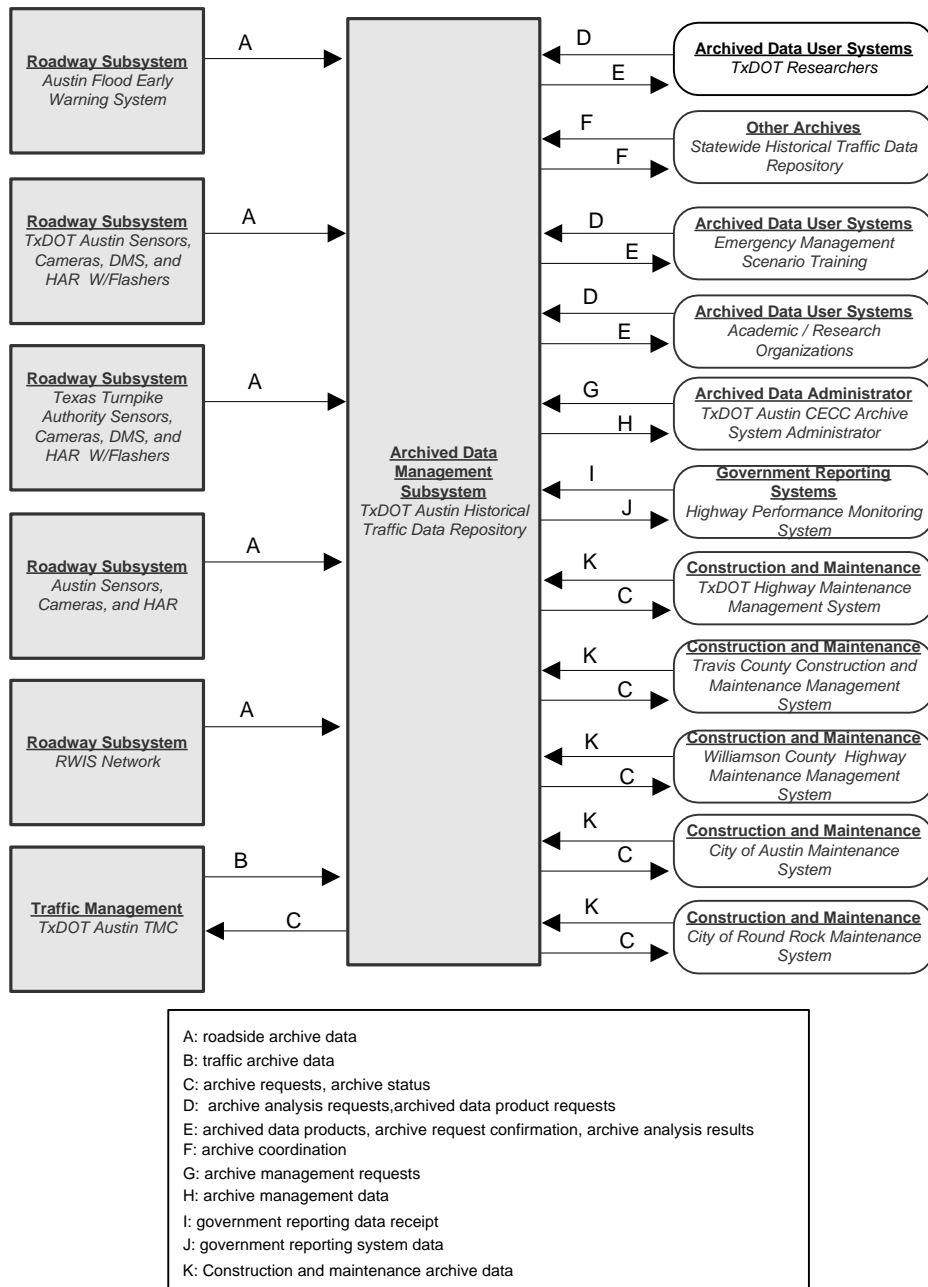 Roadway Subsystem
Austin Flood Early
Warning System
A
Roadway Subsystem
TxDOT Austin Sensors,
Cameras, DMS, and
HAR W/Flashers
A
Roadway Subsystem
Texas Turnpike
Authority Sensors,
Cameras, DMS, and
HAR W/Flashers
A
Roadway Subsystem
Austin Sensors,
Cameras, and HAR
A
Roadway Subsystem
RWIS Network
A
Traffic Management
TxDOT Austin TMC
B
C
Archived Data
Management
Subsystem
TxDOT Austin Historical
Traffic Data Repository
D
E
Archived Data User Systems
TxDOT Researchers
F
F
Other Archives
Statewide Historical Traffic Data
Repository
D
E
Archived Data User Systems
Emergency Management
Scenario Training
D
E
Archived Data User Systems
Academic / Research
Organizations
G
H
Archived Data Administrator
TxDOT Austin CECC Archive
System Administrator
I
J
Government Reporting
Systems
Highway Performance Monitoring
System
K
C
Construction and Maintenance
TxDOT Highway Maintenance
Management System
K
C
Construction and Maintenance
Travis County Construction and
Maintenance Management
System
K
C
Construction and Maintenance
Williamson County Highway
Maintenance Management
System
K
C
Construction and Maintenance
City of Austin Maintenance
System
K
C
Construction and Maintenance
City of Round Rock Maintenance
System
A: roadside archive data
B: traffic archive data
C: archive requests, archive status
D: archive analysis requests,archived data product requests
E: archived data products, archive request confirmation, archive analysis results
F: archive coordination
G: archive management requests
H: archive management data
I: government reporting data receipt
J: government reporting system data
K: Construction and maintenance archive data